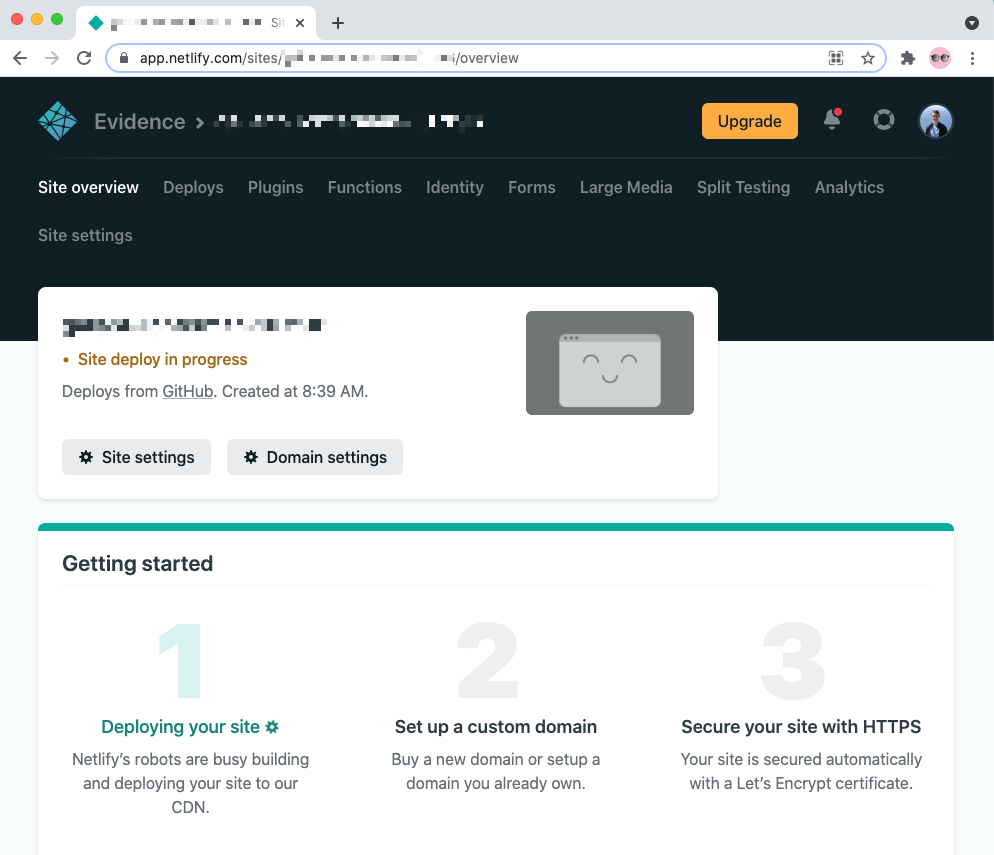 Sit
app.netlify.com/sites/
/overview
Evidence >
Upgrade
Site overview Deploys Plugins Functions Identity Forms Large Media Split Testing Analytics
Site settings
• Site deploy in progress
Deploys from GitHub. Created at 8:39 AM.
Site settings Domain settings
Getting started
1 2 3
Deploying your site Set up a custom domain Secure your site with HTTPS
Netlify’s robots are busy building Buy a new domain or setup a Your site is secured automatically
and deploying your site to our domain you already own. with a Let’s Encrypt certificate.
CDN.